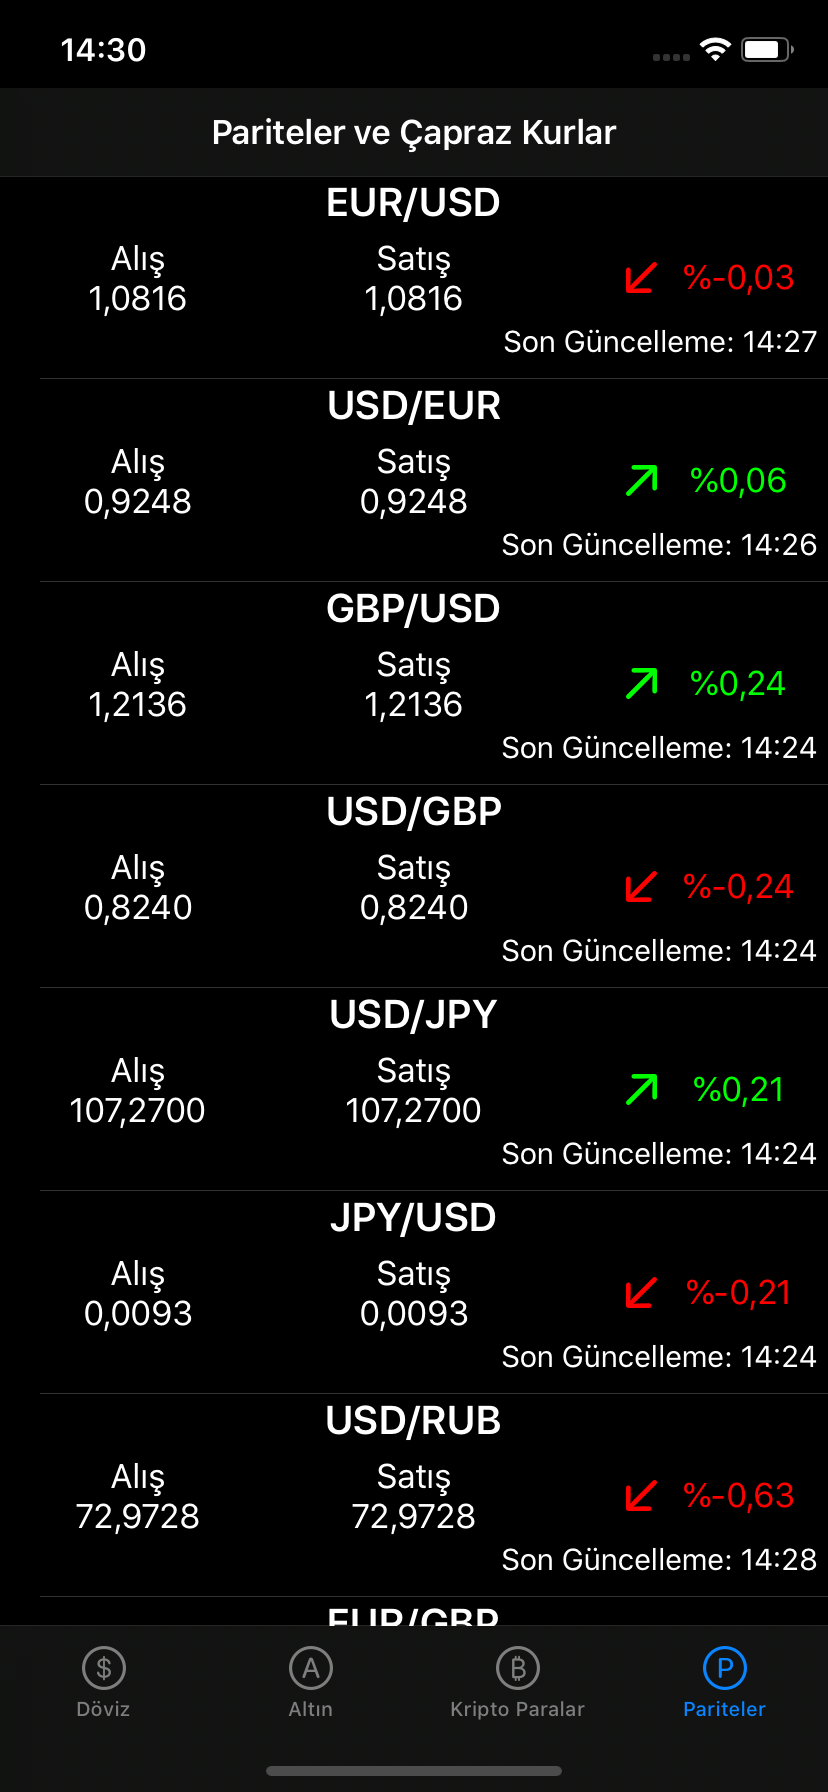 14:30
Pariteler ve Çapraz Kurlar
EUR/USD
Alış Satış
1,0816 1,0816 %-0,03
Son Güncelleme: 14:27
USD/EUR
Alış Satış
0,9248 0,9248 %0,06
Son Güncelleme: 14:26
GBP/USD
Alış Satış
1,2136 1,2136 %0,24
Son Güncelleme: 14:24
USD/GBP
Alış Satış
0,8240 0,8240 %-0,24
Son Güncelleme: 14:24
USD/JPY
Alış Satış
107,2700 107,2700 %0,21
Son Güncelleme: 14:24
JPY/USD
Alış Satış
0,0093 0,0093 %-0,21
Son Güncelleme: 14:24
USD/RUB
Alış Satış
72,9728 72,9728 %-0,63
Son Güncelleme: 14:28
EUR/GBP
$ A ₿ P
Döviz Altın Kripto Paralar Pariteler